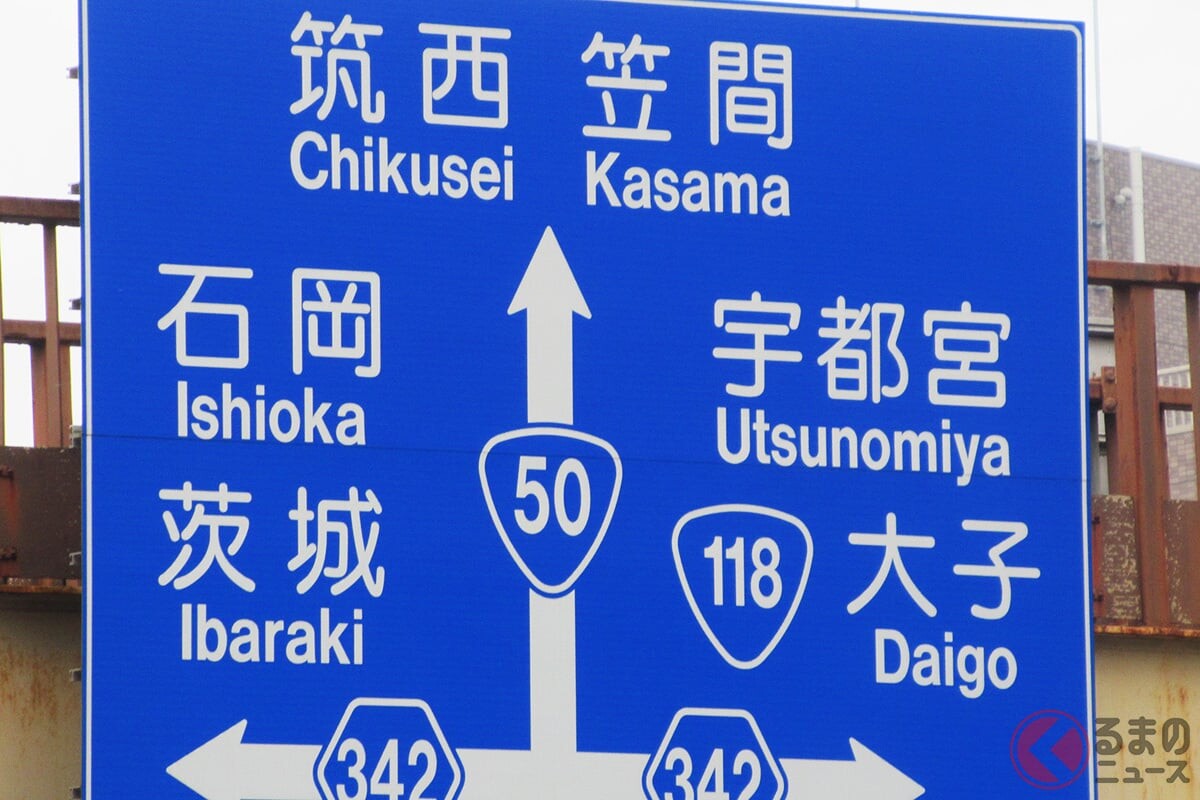 筑西 笠間
Chikusei Kasama
石岡
Ishioka
宇都宮
Utsunomiya
50
茨城
Ibaraki
118 大子
Daigo
342 342
くるまの
ニュース